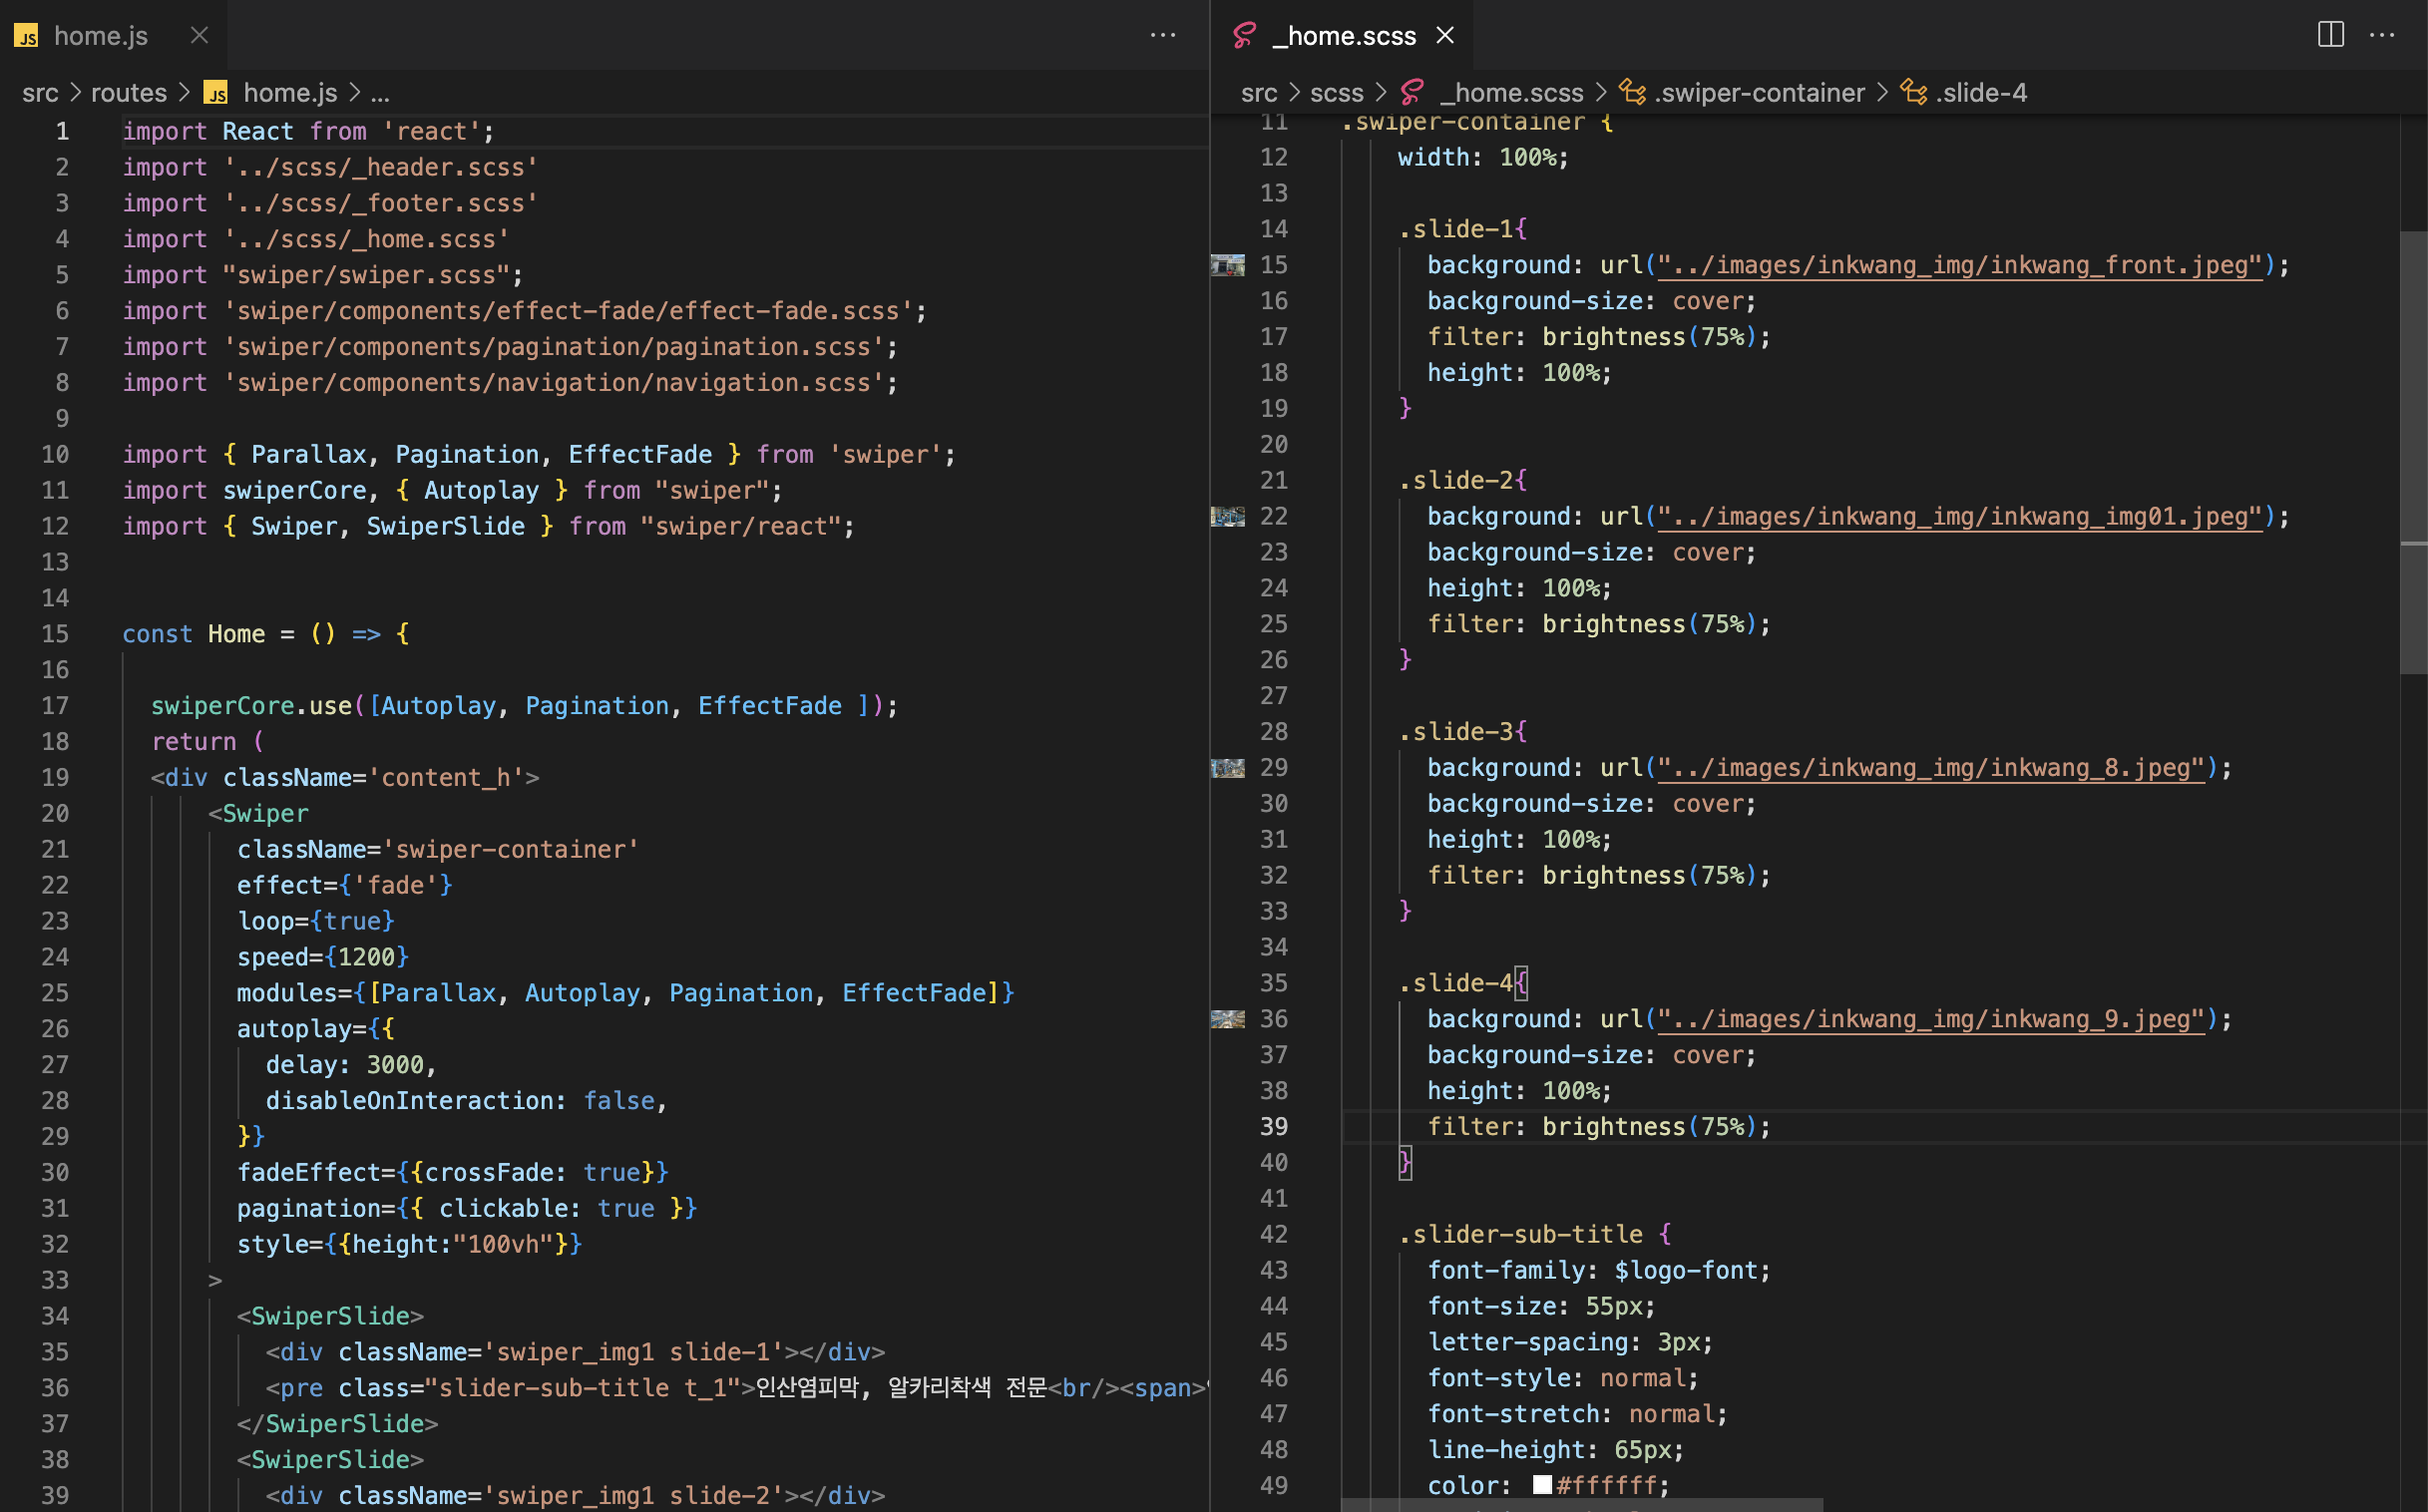 home.js
src > routes > home.js > ...
1 import React from 'react';
2 import '../scss/_header.scss'
3 import '../scss/_footer.scss'
4 import '../scss/_home.scss'
5 import "swiper/swiper.scss";
6 import 'swiper/components/effect-fade/effect-fade.scss';
7 import 'swiper/components/pagination/pagination.scss';
8 import 'swiper/components/navigation/navigation.scss';
9
10 import { Parallax, Pagination, EffectFade } from 'swiper';
11 import swiperCore, { Autoplay } from "swiper";
12 import { Swiper, SwiperSlide } from "swiper/react";
13
14
15 const Home = () => {
16
17 swiperCore.use([Autoplay, Pagination, EffectFade ]);
18 return (
19 <div className='content_h'>
20 <Swiper
21 className='swiper-container'
22 effect={'fade'}
23 loop={true}
24 speed={1200}
25 modules={[Parallax, Autoplay, Pagination, EffectFade]}
26 autoplay={{
27 delay: 3000,
28 disableOnInteraction: false,
29 }}
30 fadeEffect={{crossFade: true}}
31 pagination={{ clickable: true }}
32 style={{height:"100vh"}}
33 >
34 <SwiperSlide>
35 <div className='swiper_img1 slide-1'></div>
36 <pre class="slider-sub-title t_1">인산염피막, 알카리착색 전문<br/><span>
37 </SwiperSlide>
38 <SwiperSlide>
39 <div className='swiper_img1 slide-2'></div>
_home.scss
src > scss > _home.scss > .swiper-container > .slide-4
11 .swiper-container {
12 width: 100%;
13
14 .slide-1{
15 background: url("../images/inkwang_img/inkwang_front.jpeg");
16 background-size: cover;
17 filter: brightness(75%);
18 height: 100%;
19 }
20
21 .slide-2{
22 background: url("../images/inkwang_img/inkwang_img01.jpeg");
23 background-size: cover;
24 height: 100%;
25 filter: brightness(75%);
26 }
27
28 .slide-3{
29 background: url("../images/inkwang_img/inkwang_8.jpeg");
30 background-size: cover;
31 height: 100%;
32 filter: brightness(75%);
33 }
34
35 .slide-4{
36 background: url("../images/inkwang_img/inkwang_9.jpeg");
37 background-size: cover;
38 height: 100%;
39 filter: brightness(75%);
40 }
41
42 .slider-sub-title {
43 font-family: $logo-font;
44 font-size: 55px;
45 letter-spacing: 3px;
46 font-style: normal;
47 font-stretch: normal;
48 line-height: 65px;
49 color: #ffffff;